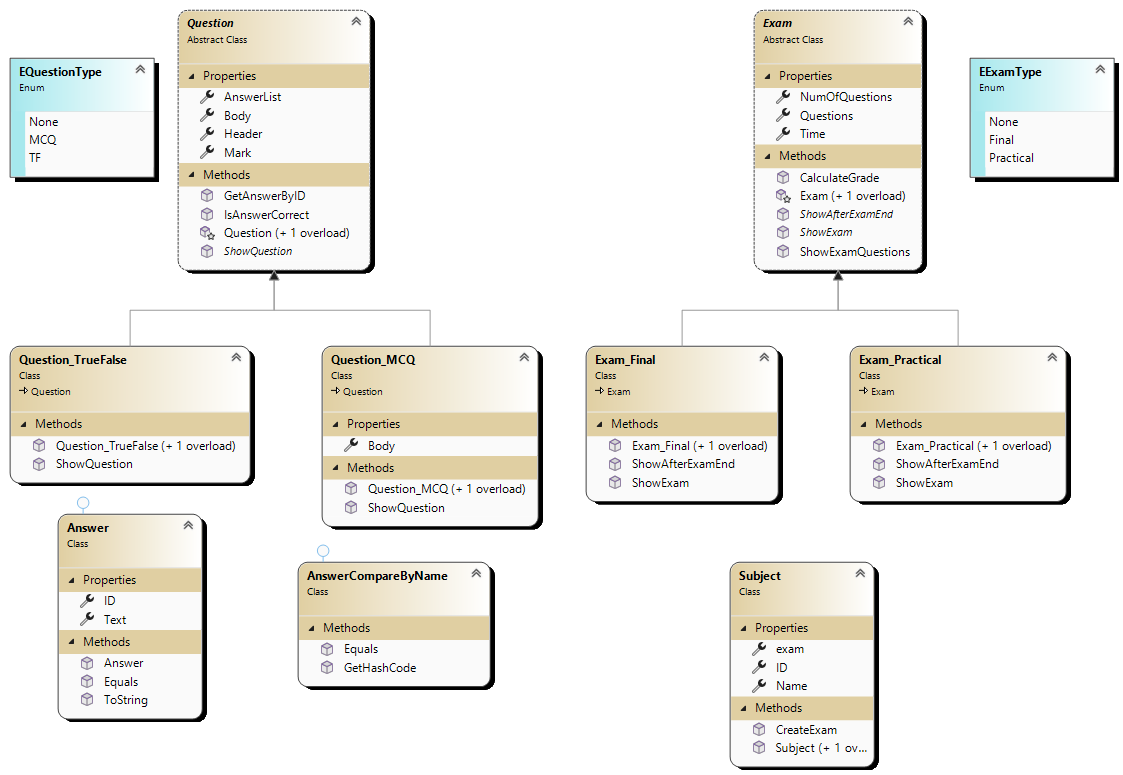 EQuestionType
Enum
None
MCQ
TF
Question
Abstract Class
Properties
AnswerList
Body
Header
Mark
Methods
GetAnswerByID
IsAnswerCorrect
Question (+ 1 overload)
ShowQuestion
Exam
Abstract Class
Properties
NumOfQuestions
Questions
Time
Methods
CalculateGrade
Exam (+ 1 overload)
ShowAfterExamEnd
ShowExam
ShowExamQuestions
EExamType
Enum
None
Final
Practical
Question_TrueFalse
Class
Question
Methods
Question_TrueFalse (+ 1 overload)
ShowQuestion
Question_MCQ
Class
Question
Properties
Body
Methods
Question_MCQ (+ 1 overload)
ShowQuestion
Exam_Final
Class
Exam
Methods
Exam_Final (+ 1 overload)
ShowAfterExamEnd
ShowExam
Exam_Practical
Class
Exam
Methods
Exam_Practical (+ 1 overload)
ShowAfterExamEnd
ShowExam
Answer
Class
Properties
ID
Text
Methods
Answer
Equals
ToString
AnswerCompareByName
Class
Methods
Equals
GetHashCode
Subject
Class
Properties
exam
ID
Name
Methods
CreateExam
Subject (+ 1 ov...